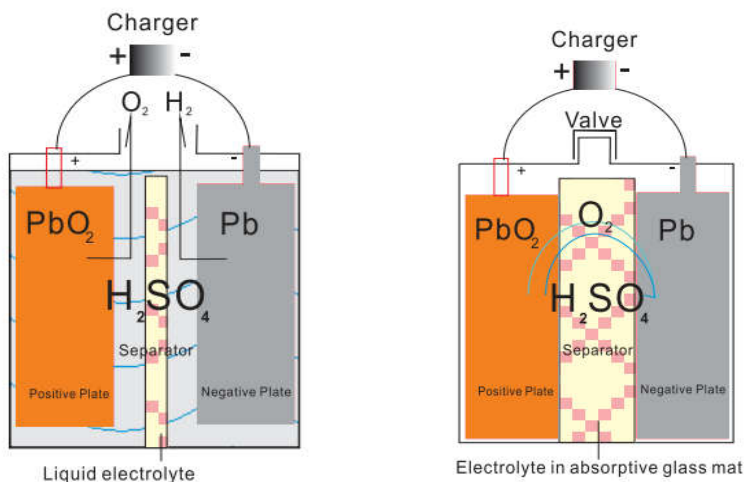 Charger
+ -
O₂ H₂
+ -
PbO₂ Pb
H₂SO₄
Separator
Positive Plate Negative Plate
Liquid electrolyte
Charger
+ -
Valve
+ -
PbO₂ O₂ Pb
H₂SO₄
Separator
Positive Plate Negative Plate
Electrolyte in absorptive glass mat